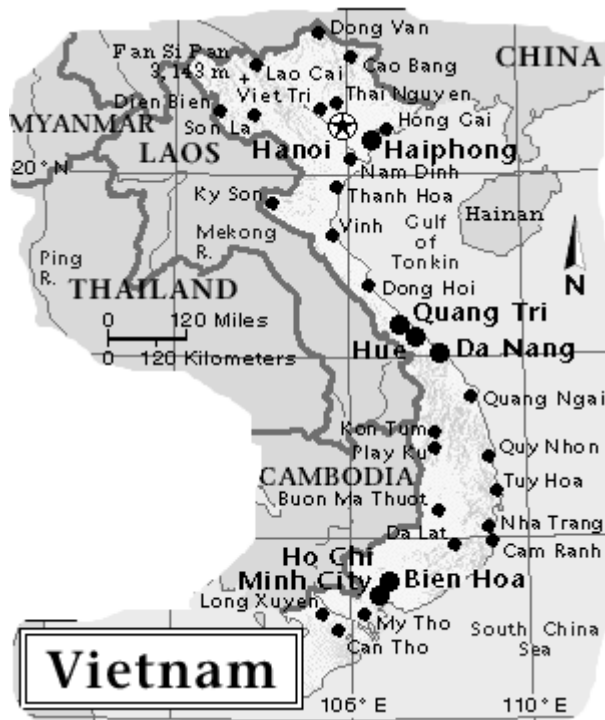 Dong Van
Fan Si Pan
3,143 m
CHINA
Lao Cai
Cao Bang
Viet Tri
Thai Nguyen
Dien Bien
MYANMAR
Son La
Hong Gai
LAOS
Hanoi
Haiphong
20° N
Nam Dinh
Ky Son
Thanh Hoa
Hainan
Mekong
R.
Vinh
Gulf
of
Tonkin
Ping
R.
THAILAND
Dong Hoi
N
0 120 Miles
0 120 Kilometers
Quang Tri
Hue
Da Nang
Quang Ngai
Kon Tum
Play Ku
Quy Nhon
CAMBODIA
Tuy Hoa
Buon Ma Thuot
Nha Trang
Da Lat
Cam Ranh
Ho Chi
Minh City
Bien Hoa
Long Xuyen
My Tho
South China
Sea
Can Tho
Vietnam
106° E
110° E